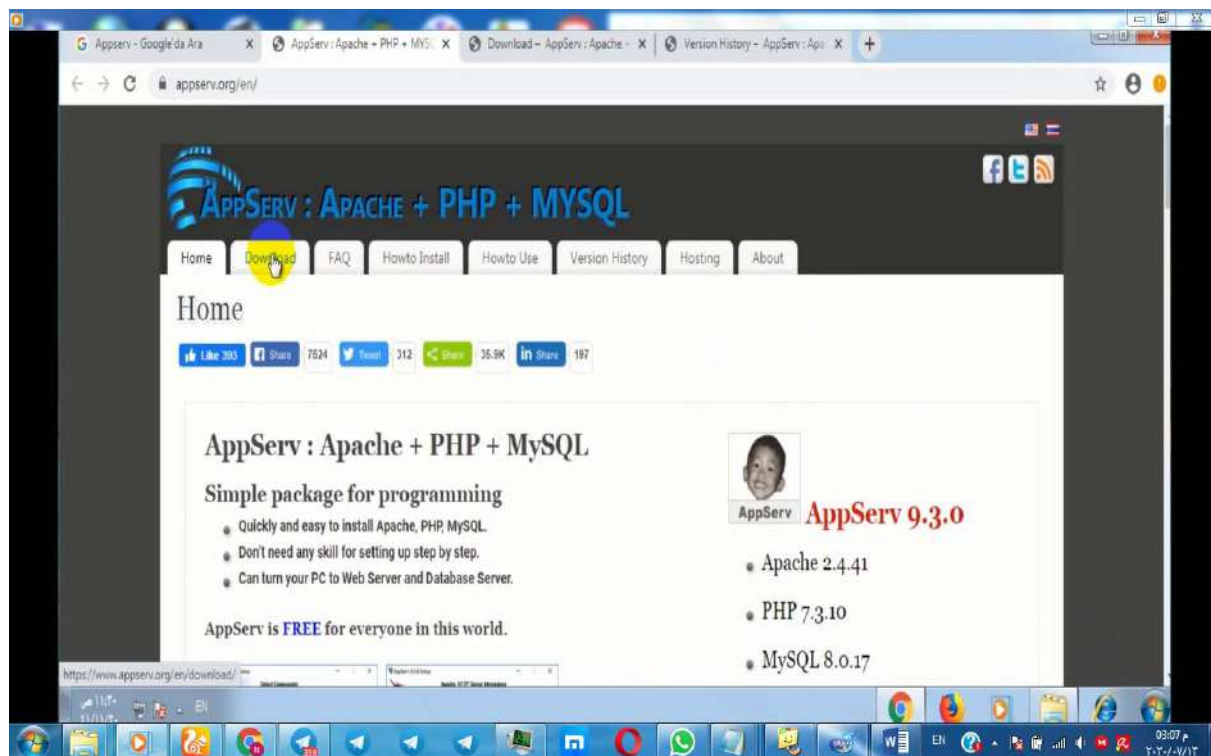 Appserv - Google'da Ara
AppServ : Apache + PHP + MYS
Download – AppServ : Apache -
Version History – AppServ : Apa
appserv.org/en/
APPSERV : APACHE + PHP + MYSQL
Home
Download
FAQ
Howto Install
Howto Use
Version History
Hosting
About
Home
Like 393
Share
7624
Tweet
312
Share
35.9K
in Share
197
AppServ : Apache + PHP + MySQL
Simple package for programming
Quickly and easy to install Apache, PHP, MySQL.
Don't need any skill for setting up step by step.
Can turn your PC to Web Server and Database Server.
AppServ is FREE for everyone in this world.
AppServ
AppServ 9.3.0
Apache 2.4.41
PHP 7.3.10
MySQL 8.0.17
https://www.appserv.org/en/download/
EN
EN
03:07 م
٢٠٢٠/٠٧/١٣